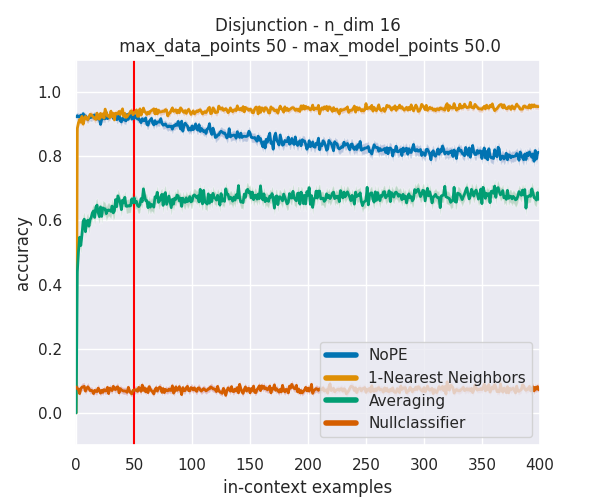 Disjunction - n_dim 16
max_data_points 50 - max_model_points 50.0
accuracy
1.0
0.8
0.6
0.4
0.2
0.0
NoPE
1-Nearest Neighbors
Averaging
Nullclassifier
0 50 100 150 200 250 300 350 400
in-context examples